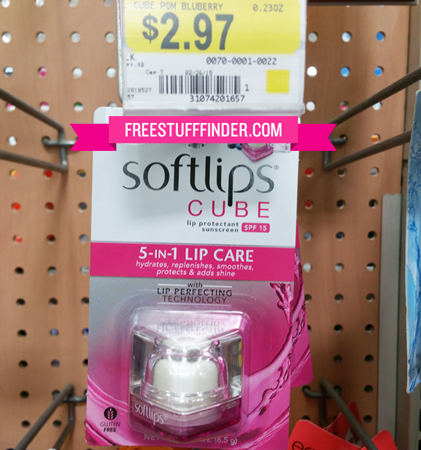 CUBE POM BLUBERRY 0.23OZ
$2.97
0070-0001-0022
1
31074201657
FREESTUFFFINDER.COM
softlips®
CUBE
lip protectant
sunscreen SPF 15
5-IN-1 LIP CARE
hydrates, replenishes, smoothes,
protects & adds shine
with
LIP PERFECTING
TECHNOLOGY
softlips®
GLUTEN
FREE
(6.5 g)